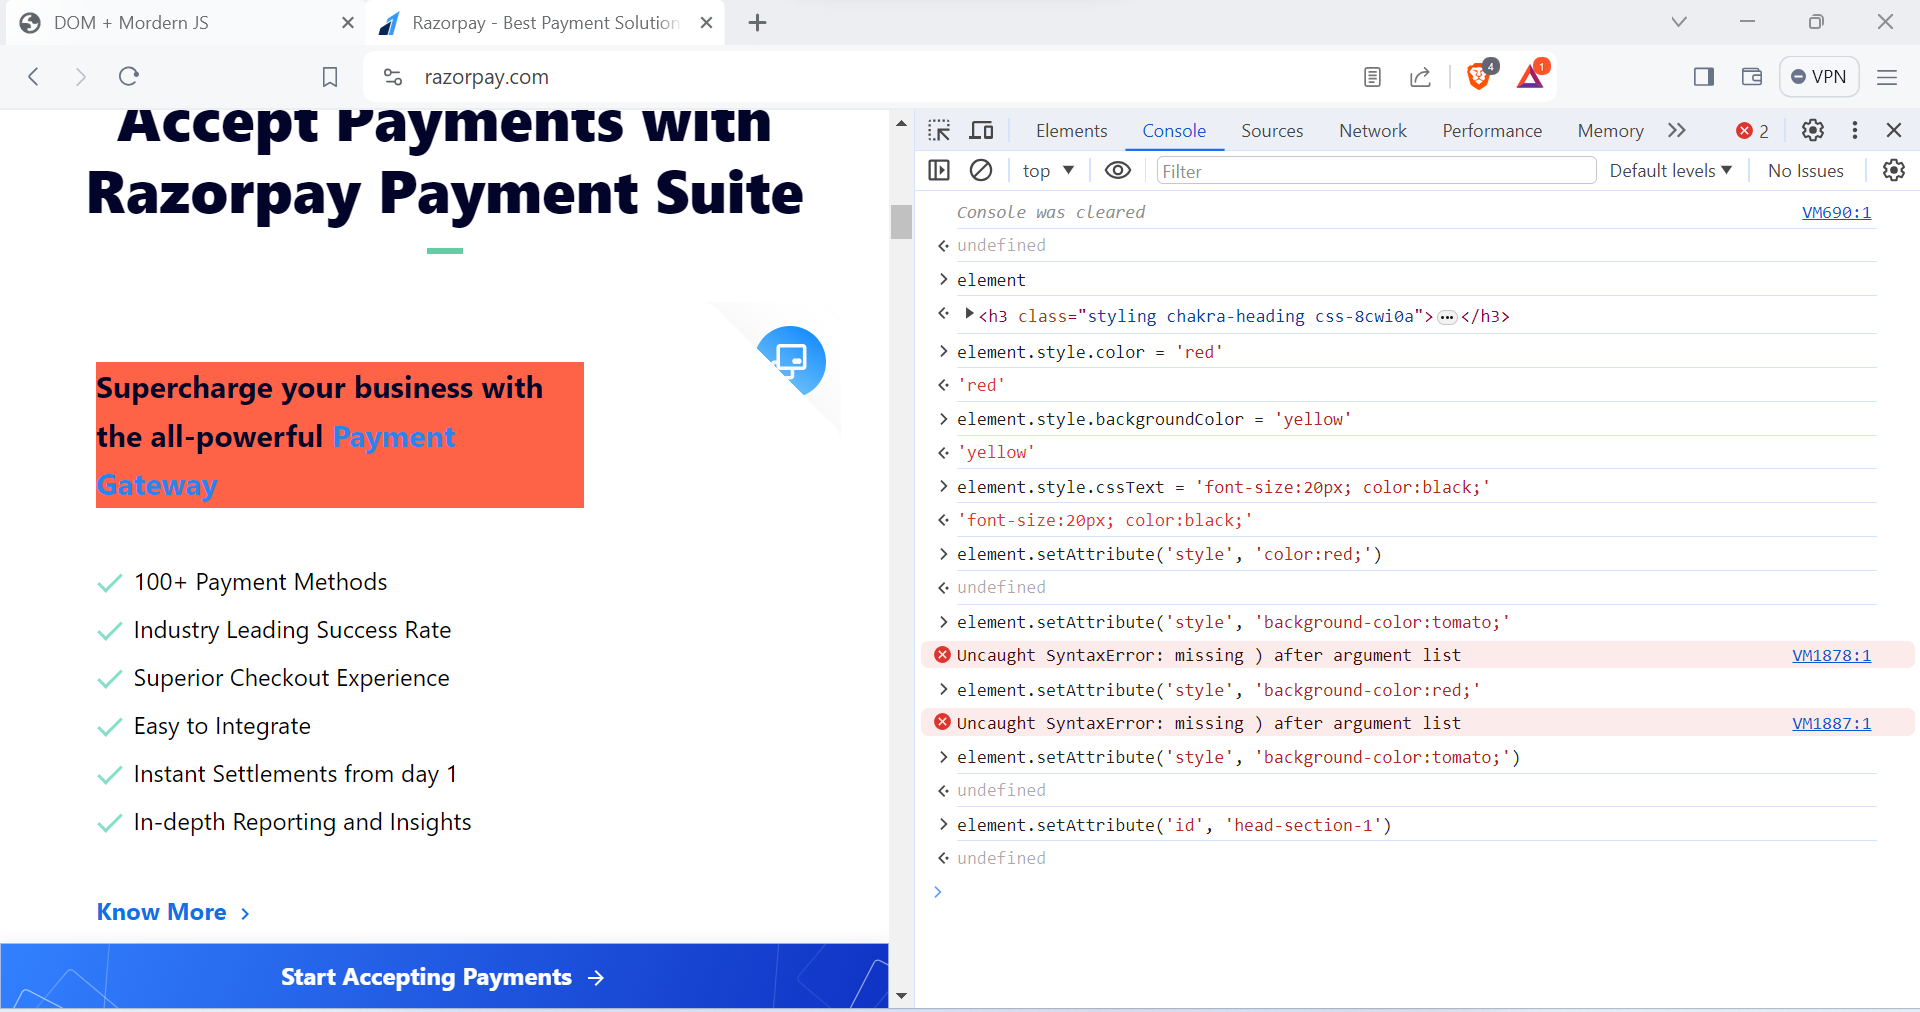 DOM + Mordern JS
Razorpay - Best Payment Solution
razorpay.com
4
1
VPN
Accept Payments with
Razorpay Payment Suite
Supercharge your business with
the all-powerful Payment
Gateway
100+ Payment Methods
Industry Leading Success Rate
Superior Checkout Experience
Easy to Integrate
Instant Settlements from day 1
In-depth Reporting and Insights
Know More
Start Accepting Payments
Elements Console Sources Network Performance Memory 2
top Filter Default levels No Issues
Console was cleared VM690:1
undefined
element
<h3 class="styling chakra-heading css-8cwi0a">…</h3>
element.style.color = 'red'
'red'
element.style.backgroundColor = 'yellow'
'yellow'
element.style.cssText = 'font-size:20px; color:black;'
'font-size:20px; color:black;'
element.setAttribute('style', 'color:red;')
undefined
element.setAttribute('style', 'background-color:tomato;'
Uncaught SyntaxError: missing ) after argument list VM1878:1
element.setAttribute('style', 'background-color:red;'
Uncaught SyntaxError: missing ) after argument list VM1887:1
element.setAttribute('style', 'background-color:tomato;')
undefined
element.setAttribute('id', 'head-section-1')
undefined